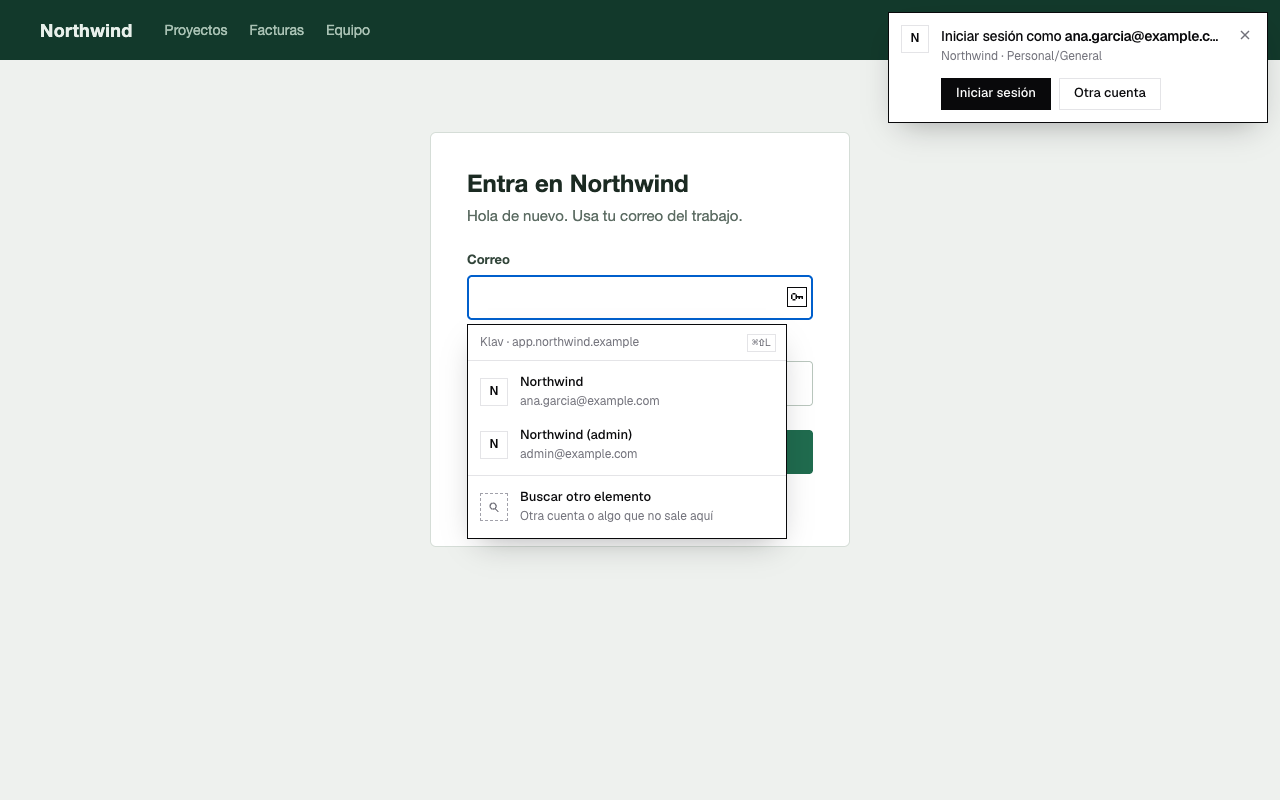 Northwind
Proyectos
Facturas
Equipo
N
Iniciar sesión como ana.garcia@example.c…
Northwind · Personal/General
Iniciar sesión
Otra cuenta
Entra en Northwind
Hola de nuevo. Usa tu correo del trabajo.
Correo
Klav · app.northwind.example
⌘⇧L
N
Northwind
ana.garcia@example.com
N
Northwind (admin)
admin@example.com
Buscar otro elemento
Otra cuenta o algo que no sale aquí